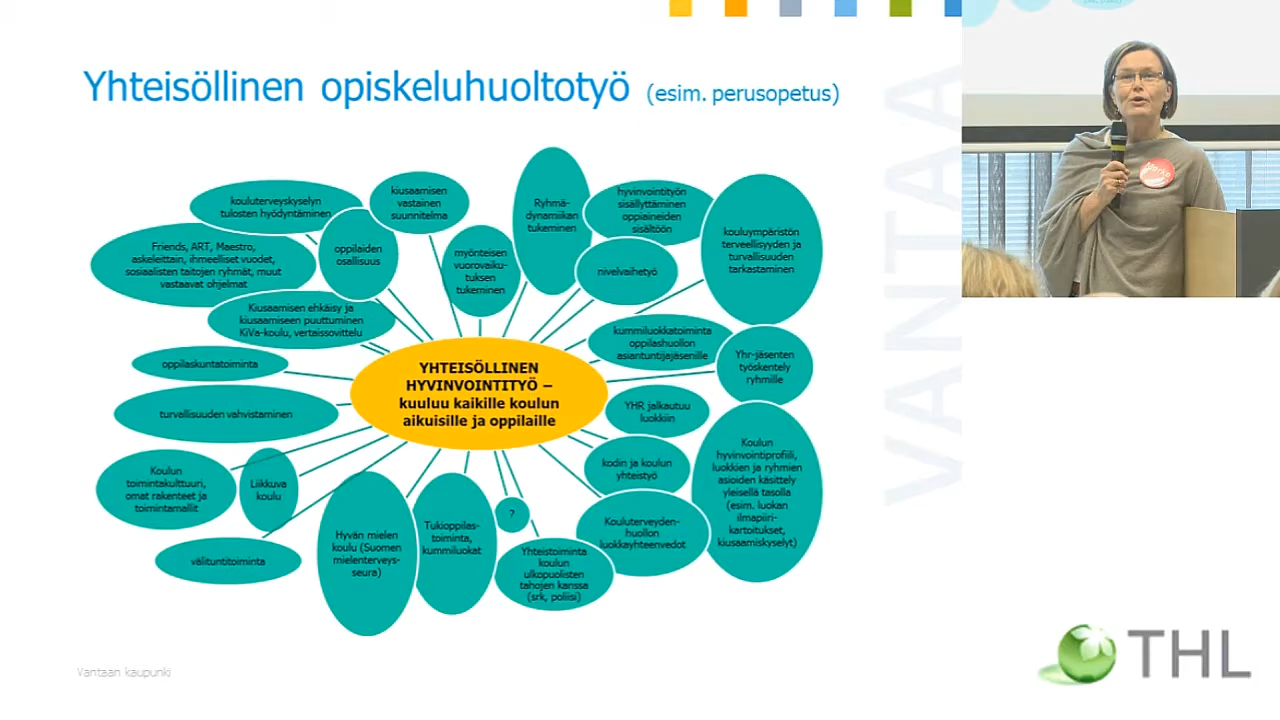 Yhteisöllinen opiskeluhuoltotyö (esim. perusopetus)
kouluterveyskyselyn
tulosten hyödyntäminen
kiusaamisen
vastainen
suunnitelma
Ryhmä-
dynamiikan
tukeminen
hyvinvointityön
sisällyttäminen
oppiaineiden
sisältöön
kouluympäristön
terveellisyyden ja
turvallisuuden
tarkastaminen
Friends, ART, Maestro,
askeleittain, ihmeelliset vuodet,
sosiaalisten taitojen ryhmät, muut
vastaavat ohjelmat
oppilaiden
osallisuus
myönteisen
vuorovaiku-
tuksen
tukeminen
nivelvaihetyö
Kiusaamisen ehkäisy ja
kiusaamiseen puuttuminen
KiVa-koulu, vertaissovittelu
kummiluokkatoiminta
oppilashuollon
asiantuntijajäsenille
Yhr-jäsenten
työskentely
ryhmille
oppilaskuntatoiminta
YHTEISÖLLINEN
HYVINVOINTITYÖ –
kuuluu kaikille koulun
aikuisille ja oppilaille
turvallisuuden vahvistaminen
YHR jalkautuu
luokkiin
Koulun
toimintakulttuuri,
omat rakenteet ja
toimintamallit
Liikkuva
koulu
kodin ja koulun
yhteistyö
Koulun
hyvinvointiprofiili,
luokkien ja ryhmien
asioiden käsittely
yleisellä tasolla
(esim. luokan
ilmapiiri-
kartoitukset,
kiusaamiskyselyt)
välituntitoiminta
Hyvän mielen
koulu (Suomen
mielenterveys-
seura)
Tukioppilas-
toiminta,
kummiluokat
?
Kouluterveyden-
huollon
luokkayhteenvedot
Yhteistoiminta
koulun
ulkopuolisten
tahojen kanssa
(srk, poliisi)
Vantaan kaupunki
VANTAA
THL